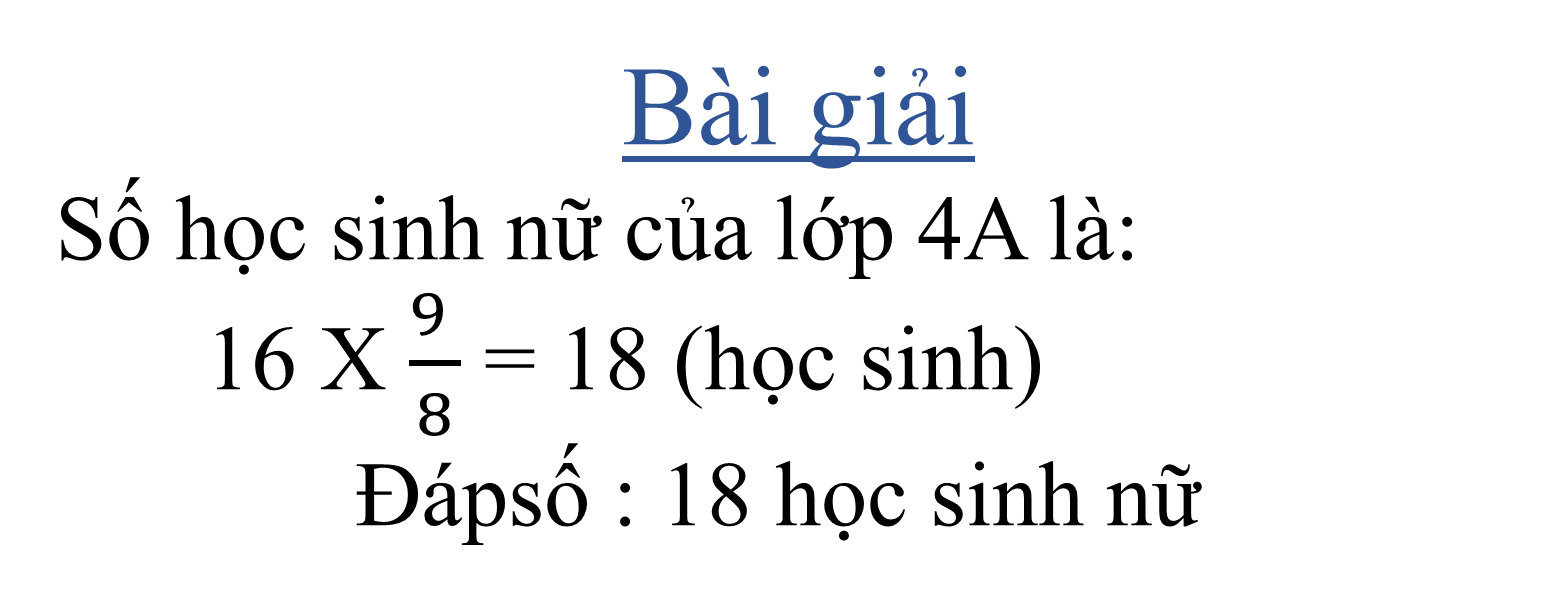 Bài giải
Số học sinh nữ của lớp 4A là:
16 X 9/8 = 18 (học sinh)
Đápsố : 18 học sinh nữ